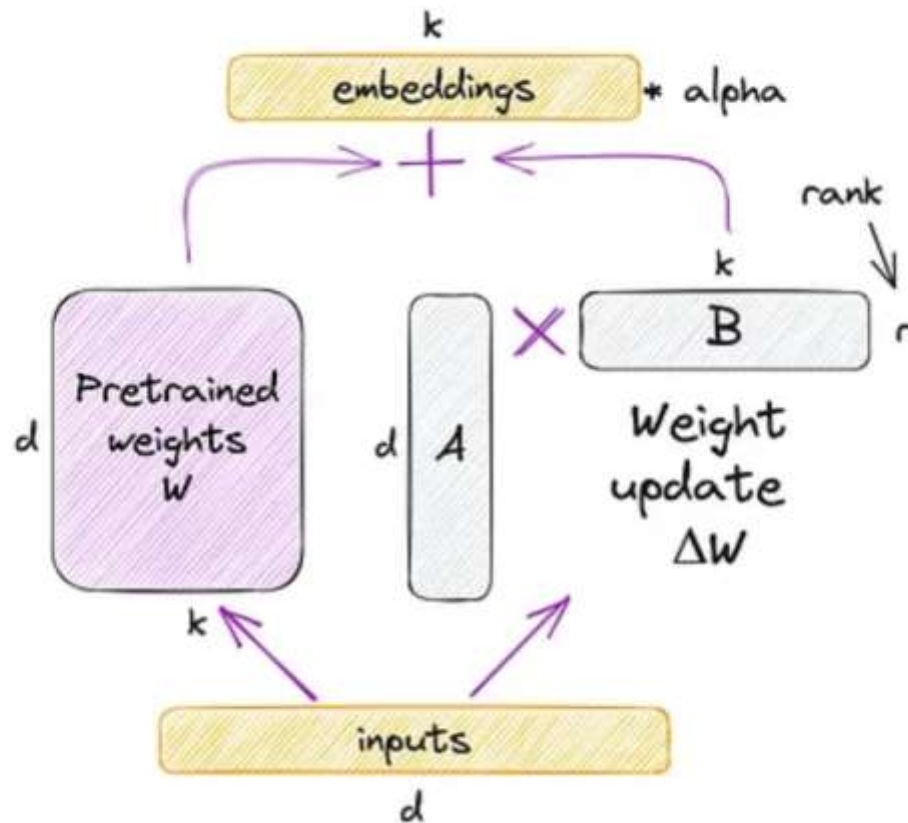 k
embeddings * alpha
rank
k
B
r
Pretrained
weights
W
d
d A
Weight
update
ΔW
k
inputs
d